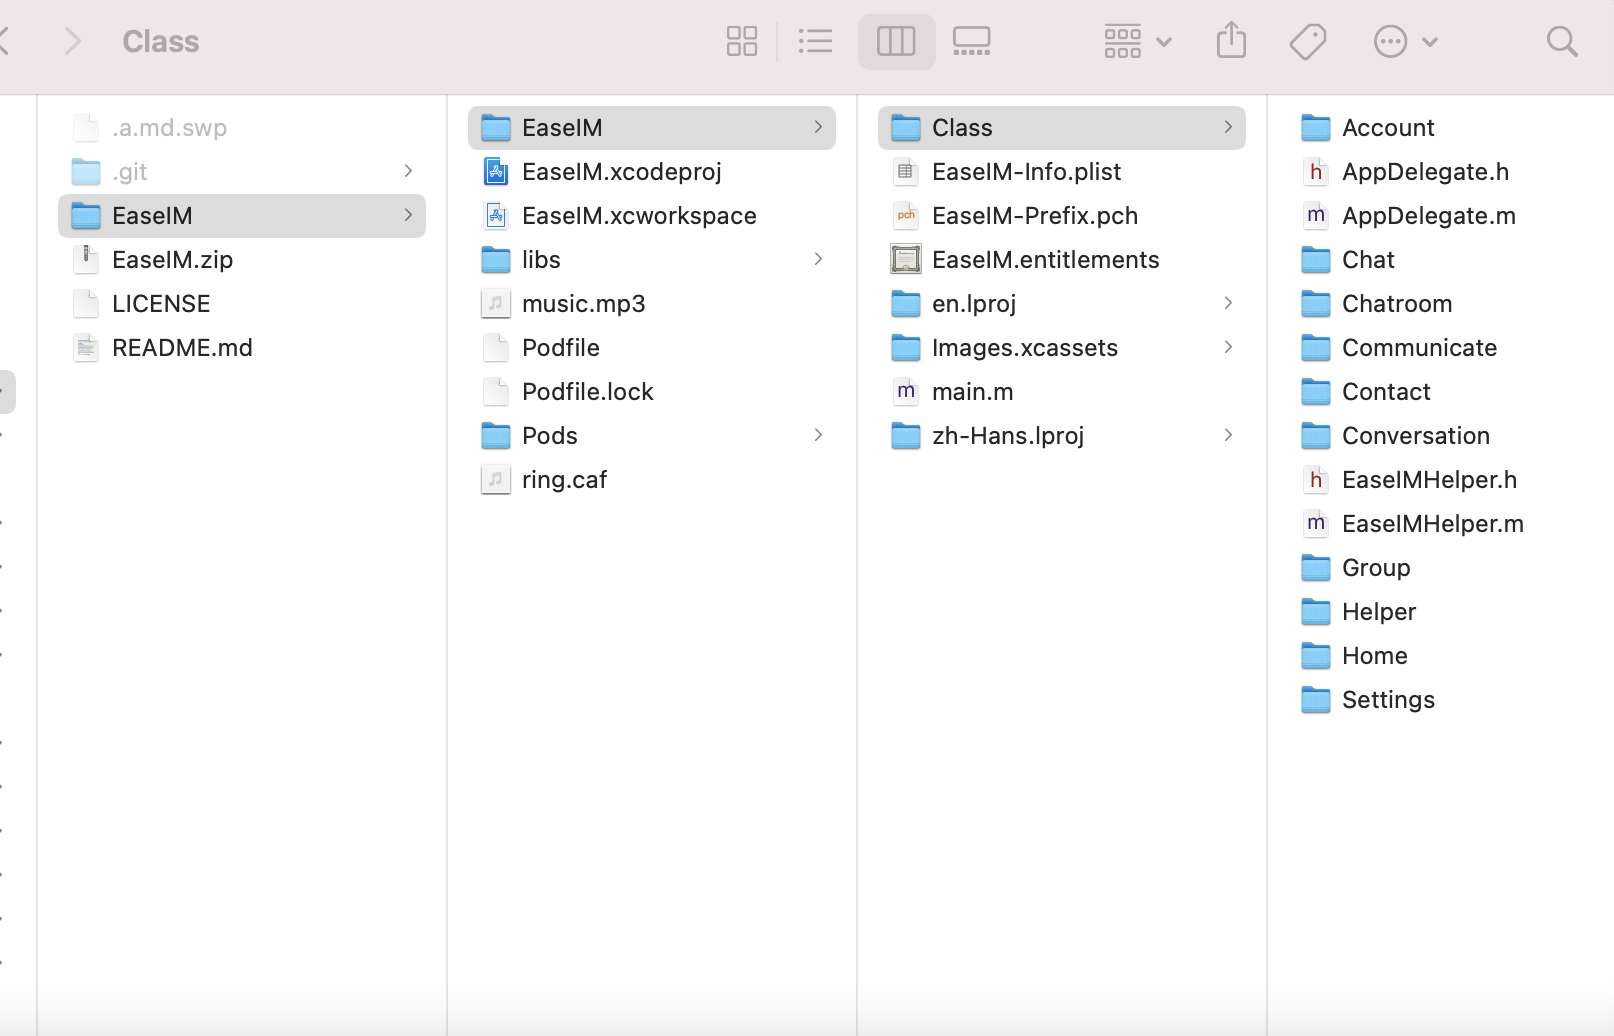 Class
.a.md.swp
.git
EaseIM
EaseIM.zip
LICENSE
README.md
EaseIM
EaseIM.xcodeproj
EaseIM.xcworkspace
libs
music.mp3
Podfile
Podfile.lock
Pods
ring.caf
Class
EaseIM-Info.plist
EaseIM-Prefix.pch
pch
EaseIM.entitlements
en.lproj
Images.xcassets
m
main.m
zh-Hans.lproj
Account
h
AppDelegate.h
m
AppDelegate.m
Chat
Chatroom
Communicate
Contact
Conversation
h
EaseIMHelper.h
m
EaseIMHelper.m
Group
Helper
Home
Settings